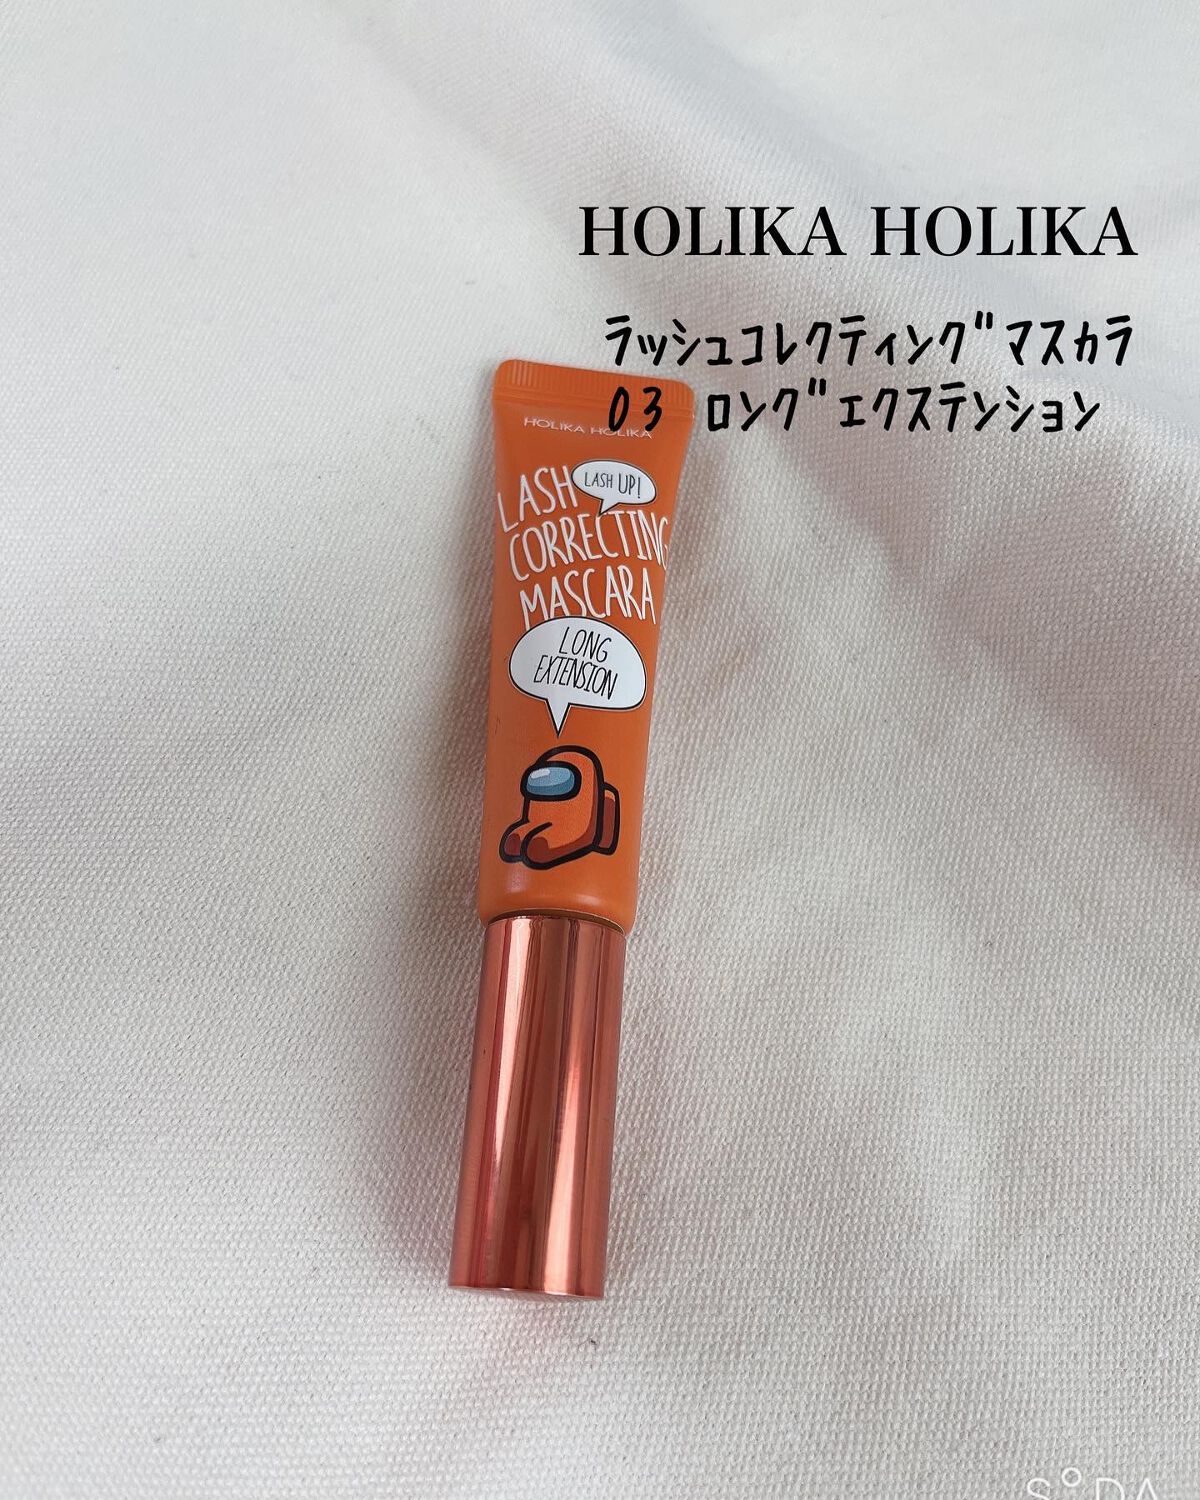 HOLIKA HOLIKA
ラッシュコレクティング"マスカラ
03 ロング"エクステンション
HOLIKA HOLIKA
LASH
LASH UP!
CORRECTING
MASCARA
LONG
EXTENSION
SODA